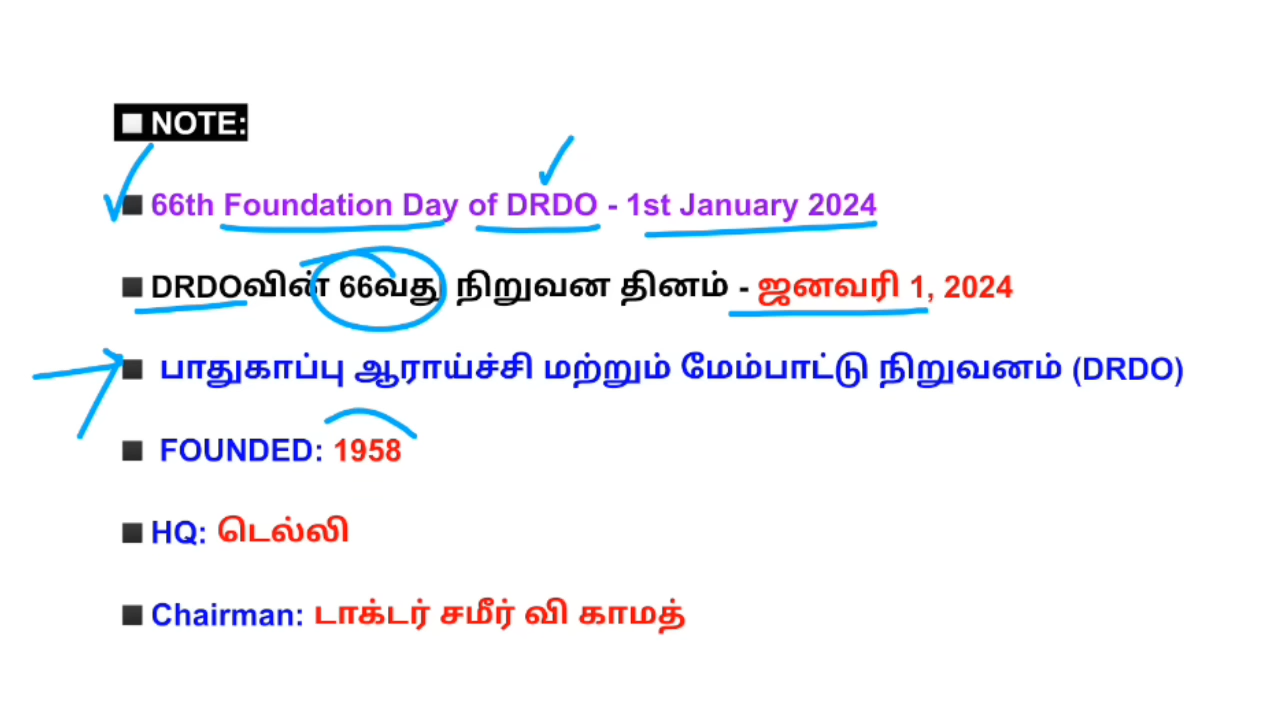 NOTE:
66th Foundation Day of DRDO - 1st January 2024
DRDOவின் 66வது நிறுவன தினம் - ஜனவரி 1, 2024
பாதுகாப்பு ஆராய்ச்சி மற்றும் மேம்பாட்டு நிறுவனம் (DRDO)
FOUNDED: 1958
HQ: டெல்லி
Chairman: டாக்டர் சமீர் வி காமத்